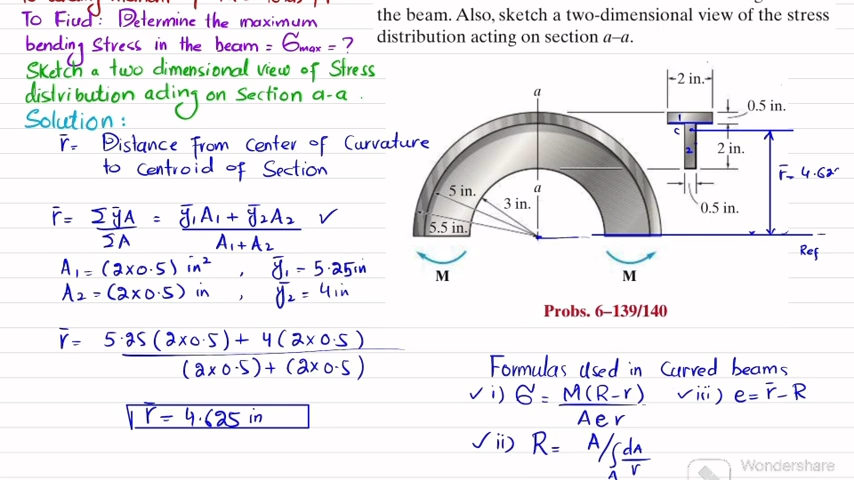 To Find: Determine the maximum
bending stress in the beam = σmax = ?
Sketch a two dimensional view of Stress
distribution acting on Section a-a.
Solution:
r̄ = Distance from Center of Curvature
to Centroid of Section
r̄ = ΣȳA / ΣA = ȳ₁A₁ + ȳ₂A₂ / A₁+A₂ ✓
A₁ = (2x0.5) in² , ȳ₁ = 5.25in
A₂ = (2x0.5) in , ȳ₂ = 4in
r̄ = 5.25(2x0.5) + 4(2x0.5) / (2x0.5) + (2x0.5)
r̄ = 4.625 in
the beam. Also, sketch a two-dimensional view of the stress
distribution acting on section a–a.
a
2 in.
0.5 in.
1
c
2
2 in.
r̄ = 4.62
a
5 in.
3 in.
0.5 in.
5.5 in.
Ref
M
M
Probs. 6–139/140
Formulas used in curved beams
✓ i) σ = M(R-r) / Aer ✓ iii) e = r̄ - R
✓ ii) R = A / ∫A dA/r
Wondershare